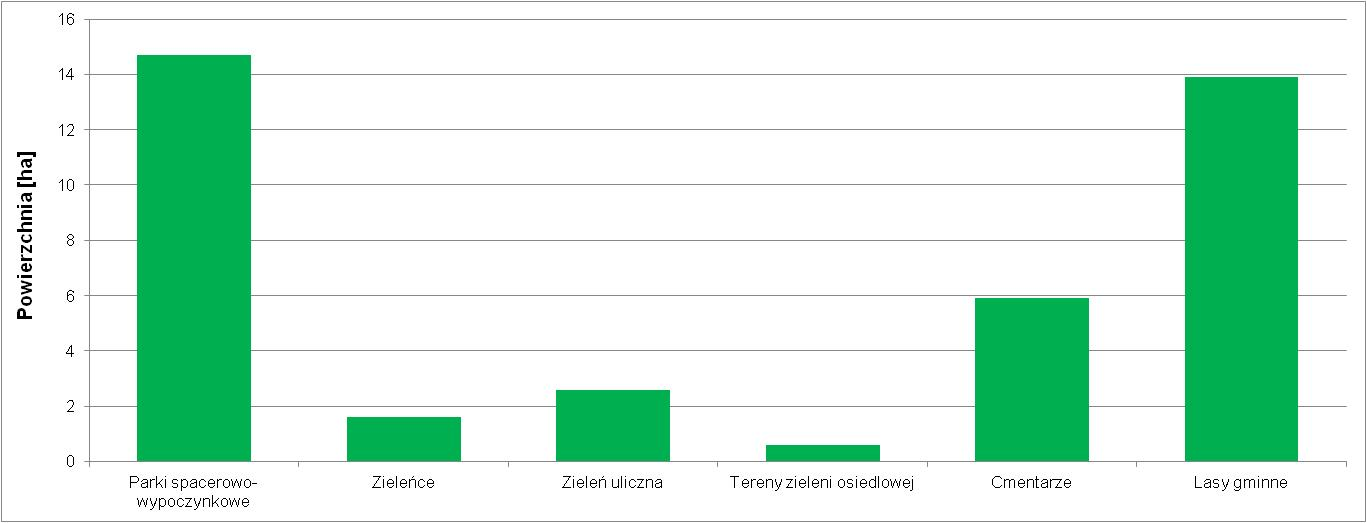 Powierzchnia [ha]
16
14
12
10
8
6
4
2
0
Parki spacerowo-
wypoczynkowe
Zieleńce
Zieleń uliczna
Tereny zieleni osiedlowej
Cmentarze
Lasy gminne